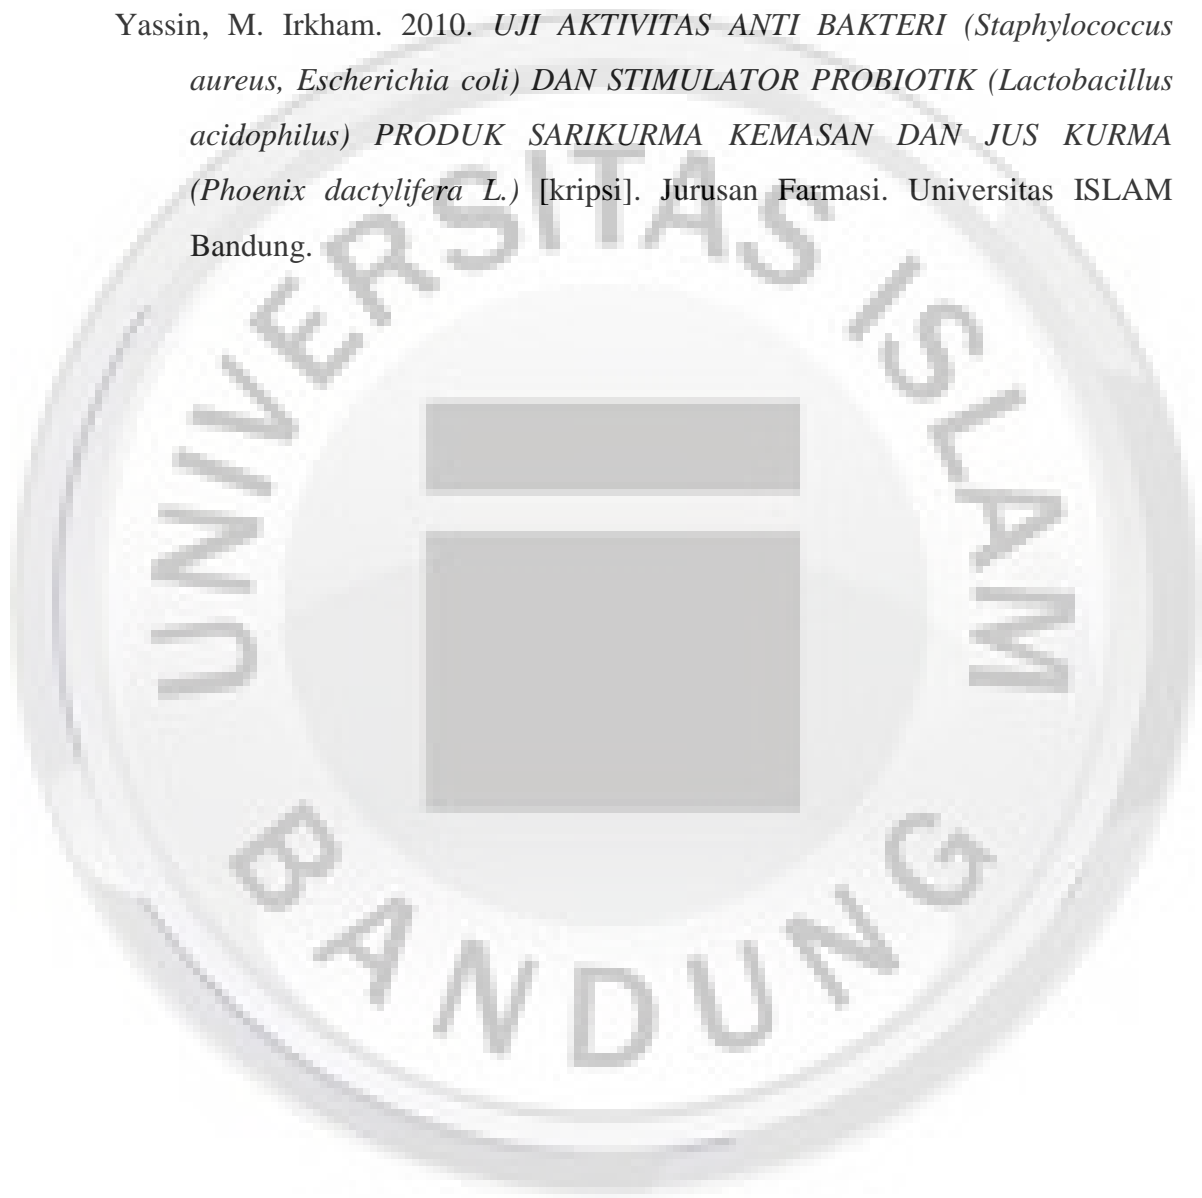 Yassin, M. Irkham. 2010. UJI AKTIVITAS ANTI BAKTERI (Staphylococcus
aureus, Escherichia coli) DAN STIMULATOR PROBIOTIK (Lactobacillus
acidophilus) PRODUK SARIKURMA KEMASAN DAN JUS KURMA
(Phoenix dactylifera L.) [kripsi]. Jurusan Farmasi. Universitas ISLAM
Bandung.
UNIVERSITAS ISLAM
BANDUNG